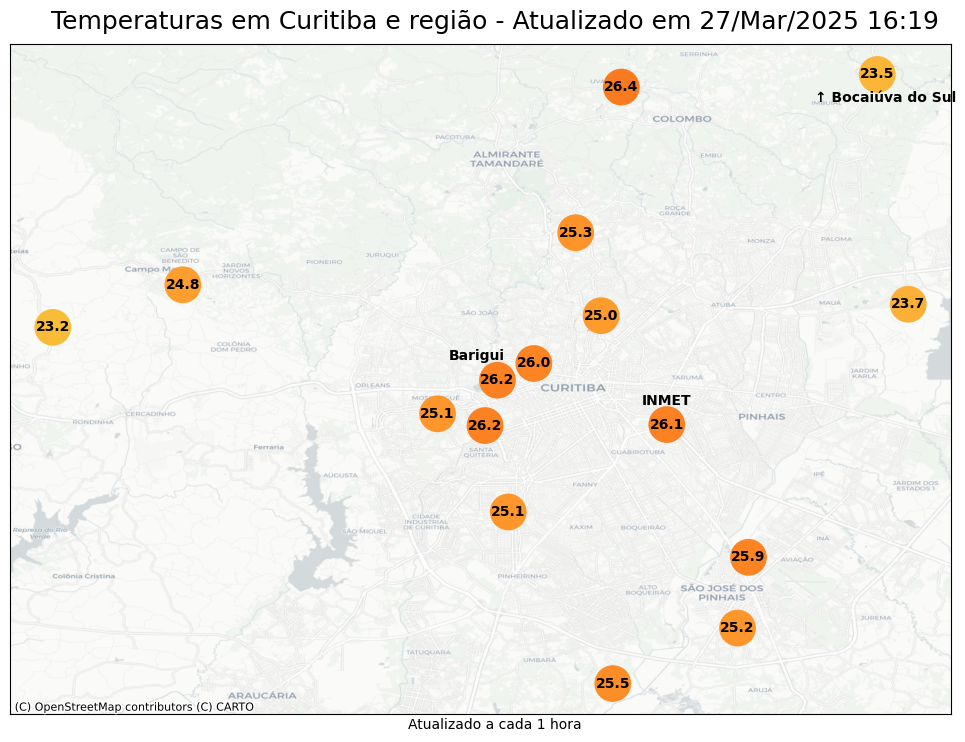 Temperaturas em Curitiba e região - Atualizado em 27/Mar/2025 16:19
SERRINHA
23.5
26.4
↑ Bocaiúva do Sul
COLOMBO
PACOTUBA
ALMIRANTE
TAMANDARÉ
EMBU
ROÇA
GRANDE
25.3
MONZA
PALOMA
CAMPO DE
SÃO
BENEDITO
JURUQUI
PIONEIRO
JARDIM
NOVOS
HORIZONTES
24.8
23.7
ATUBA
MAUÁ
SÃO JOÃO
25.0
23.2
COLÔNIA
DOM PEDRO
Barigui
26.0
26.2
JARDIM
KARLA
TARUMÃ
ORLEANS
CURITIBA
CENTRO
INMET
25.1
26.2
26.1
PINHAIS
CERCADINHO
RONDINHA
Ferraria
SANTA
QUITÉRIA
GUABIROTUBA
AUGUSTA
IPÊ
FANNY
JARDIM DOS
ESTADOS I
25.1
CIDADE
INDUSTRIAL
DE CURITIBA
SÃO MIGUEL
XAXIM
BOQUEIRÃO
Represa do Rio
Verde
INÁ
25.9
AVIAÇÃO
Colônia Cristina
PINHEIRINHO
ALTO
BOQUEIRÃO
SÃO JOSÉ DOS
PINHAIS
JUREMA
25.2
TATUQUARA
UMBARÁ
25.5
ARUJÁ
ARAUCÁRIA
(C) OpenStreetMap contributors (C) CARTO
Atualizado a cada 1 hora